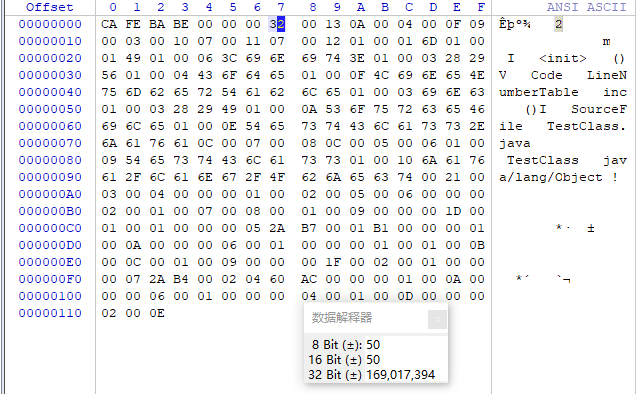 Offset 0 1 2 3 4 5 6 7 8 9 A B C D E F ANSI ASCII
00000000 CA FE BA BE 00 00 00 32 00 13 0A 00 04 00 0F 09 Êþº¾ 2
00000010 00 03 00 10 07 00 11 07 00 12 01 00 01 6D 01 00 m
00000020 01 49 01 00 06 3C 69 6E 69 74 3E 01 00 03 28 29 I <init> ()
00000030 56 01 00 04 43 6F 64 65 01 00 0F 4C 69 6E 65 4E V Code LineN
00000040 75 6D 62 65 72 54 61 62 6C 65 01 00 03 69 6E 63 umberTable inc
00000050 01 00 03 28 29 49 01 00 0A 53 6F 75 72 63 65 46 ()I SourceF
00000060 69 6C 65 01 00 0E 54 65 73 74 43 6C 61 73 73 2E ile TestClass.
00000070 6A 61 76 61 0C 00 07 00 08 0C 00 05 00 06 01 00 java
00000080 09 54 65 73 74 43 6C 61 73 73 01 00 10 6A 61 76 TestClass jav
00000090 61 2F 6C 61 6E 67 2F 4F 62 6A 65 63 74 00 21 00 a/lang/Object !
000000A0 03 00 04 00 00 00 01 00 02 00 05 00 06 00 00 00
000000B0 02 00 01 00 07 00 08 00 01 00 09 00 00 00 1D 00
000000C0 01 00 01 00 00 00 05 2A B7 00 01 B1 00 00 00 01 *· ±
000000D0 00 0A 00 00 00 06 00 01 00 00 00 01 00 01 00 0B
000000E0 00 0C 00 01 00 09 00 00 00 1F 00 02 00 01 00 00
000000F0 00 07 2A B4 00 02 04 60 AC 00 00 00 01 00 0A 00 *´ `¬
00000100 00 00 06 00 01 00 00 00 04 00 01 00 0D 00 00 00
00000110 02 00 0E
数据解释器
8 Bit (±): 50
16 Bit (±) 50
32 Bit (±) 169,017,394